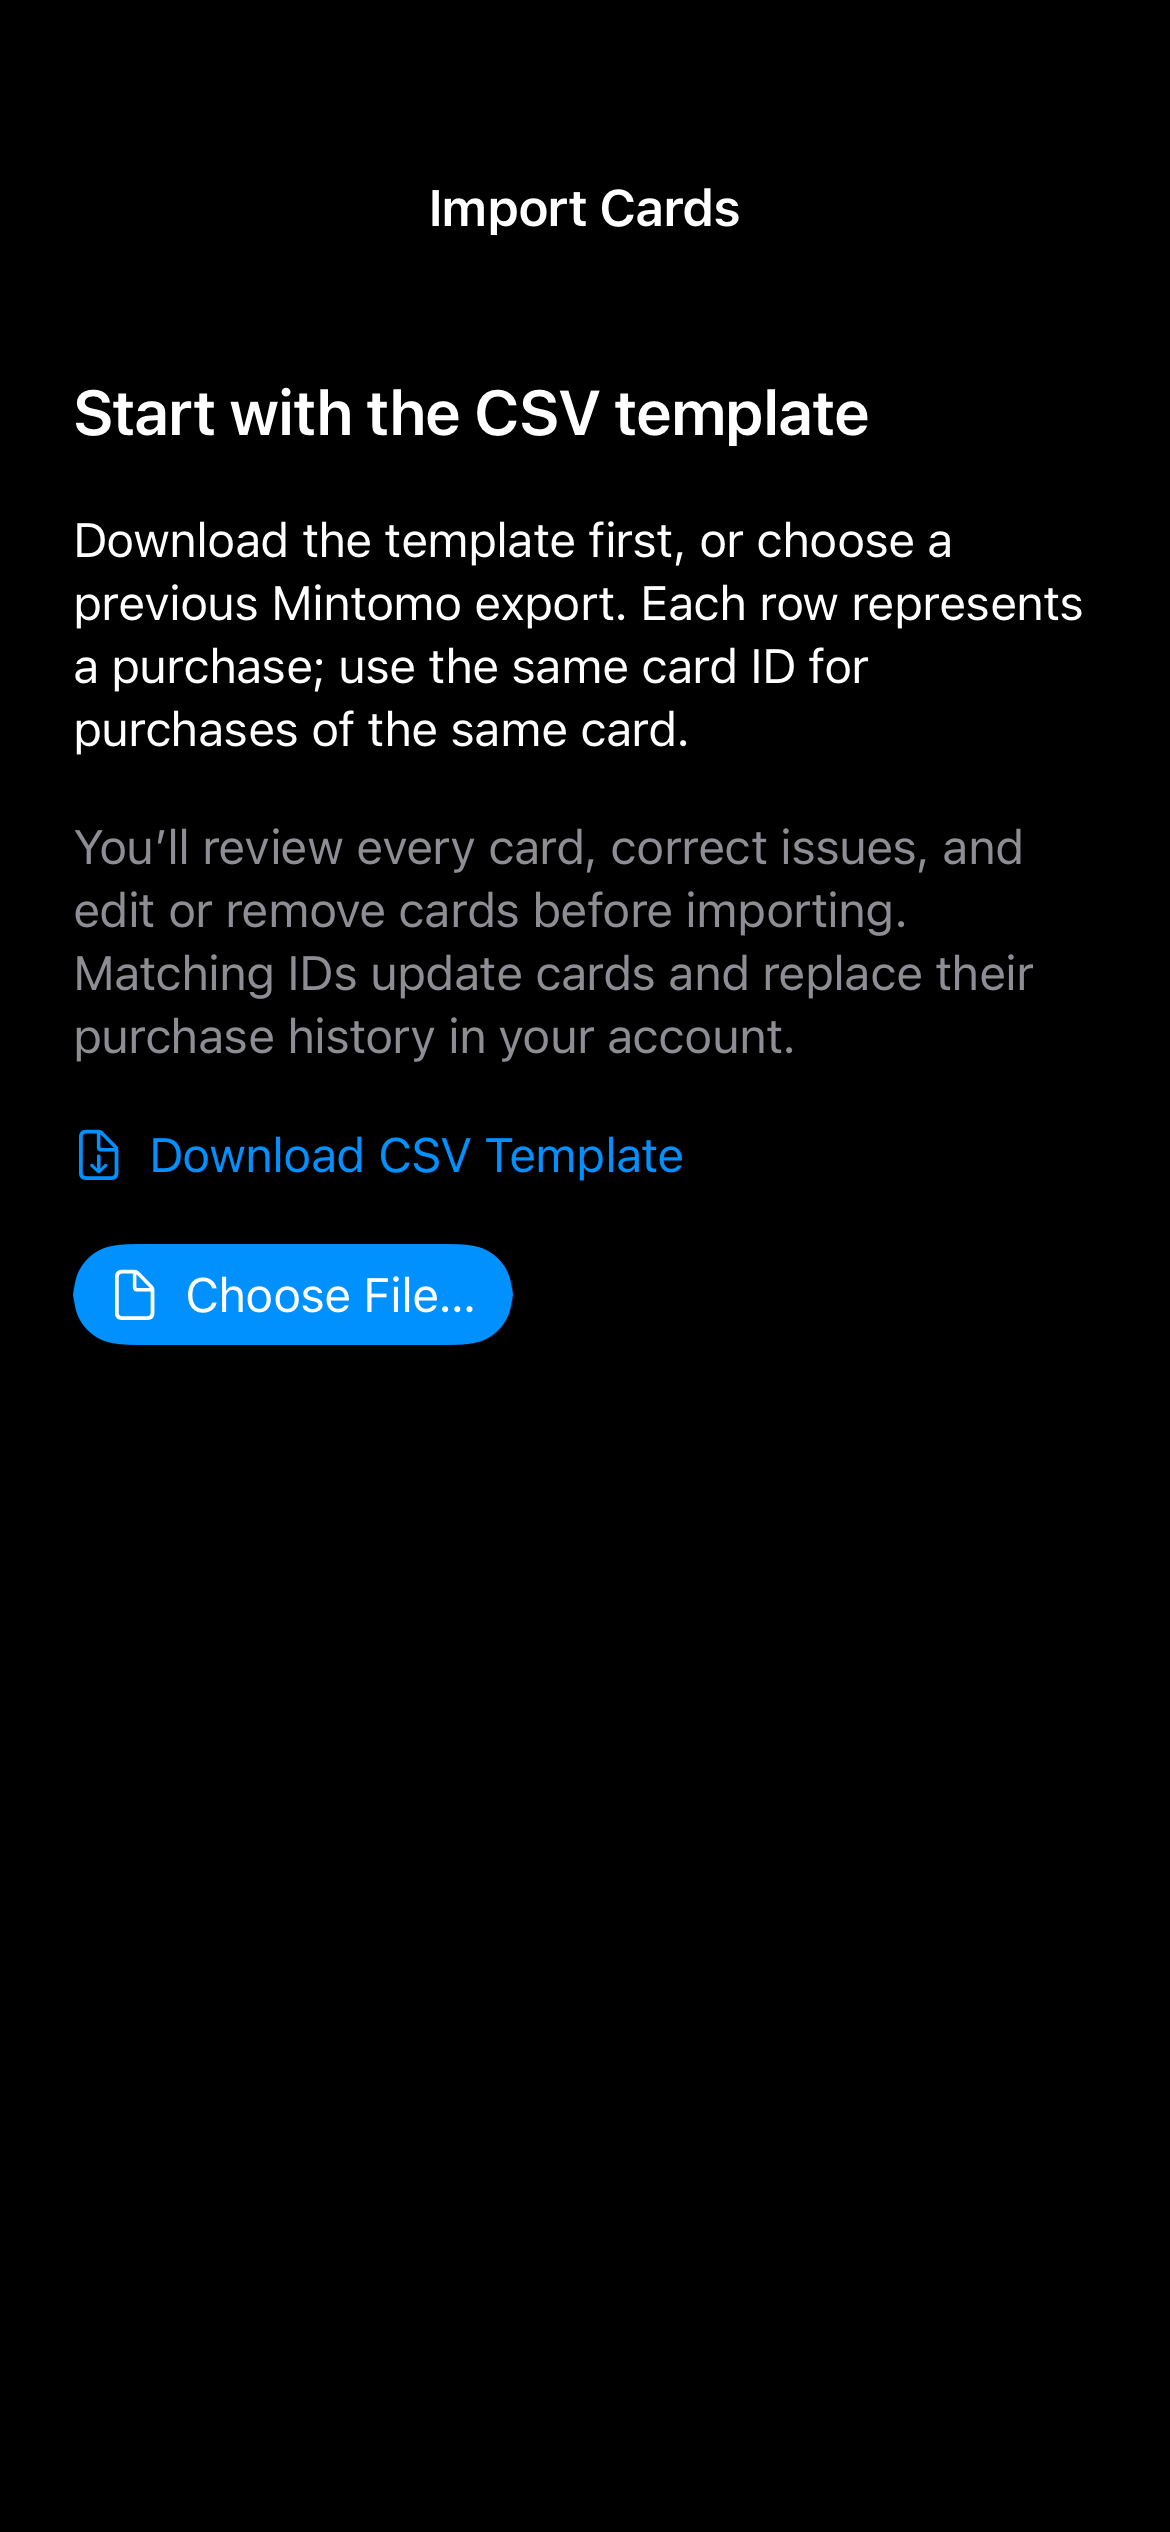 Import Cards
Start with the CSV template
Download the template first, or choose a
previous Mintomo export. Each row represents
a purchase; use the same card ID for
purchases of the same card.
You’ll review every card, correct issues, and
edit or remove cards before importing.
Matching IDs update cards and replace their
purchase history in your account.
Download CSV Template
Choose File...